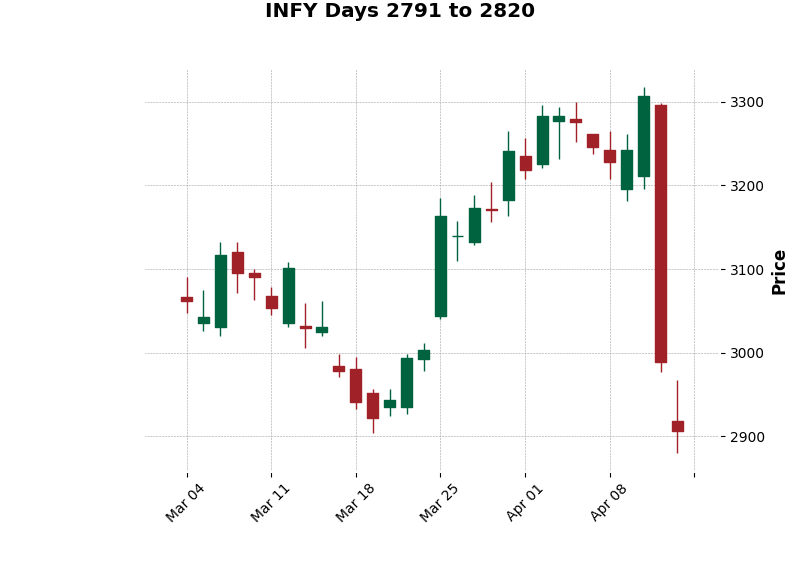 INFY Days 2791 to 2820
3300
3200
3100
3000
2900
Price
Mar 04
Mar 11
Mar 18
Mar 25
Apr 01
Apr 08